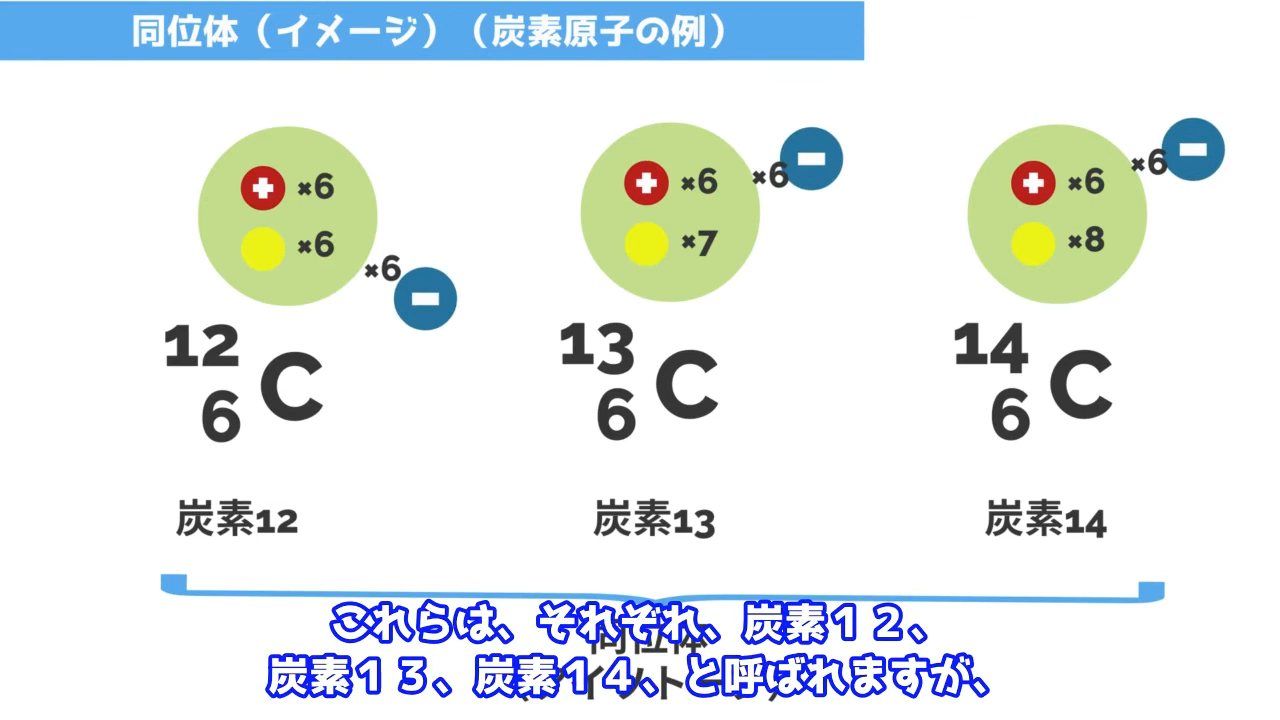 同位体（イメージ）（炭素原子の例）
×6 ×6 ×6
×6 ×7 ×6
×6 ×8 ×6
12 6 C
13 6 C
14 6 C
炭素12
炭素13
炭素14
同位体
これらは、それぞれ、炭素１２、
炭素１３、炭素１４、と呼ばれますが、